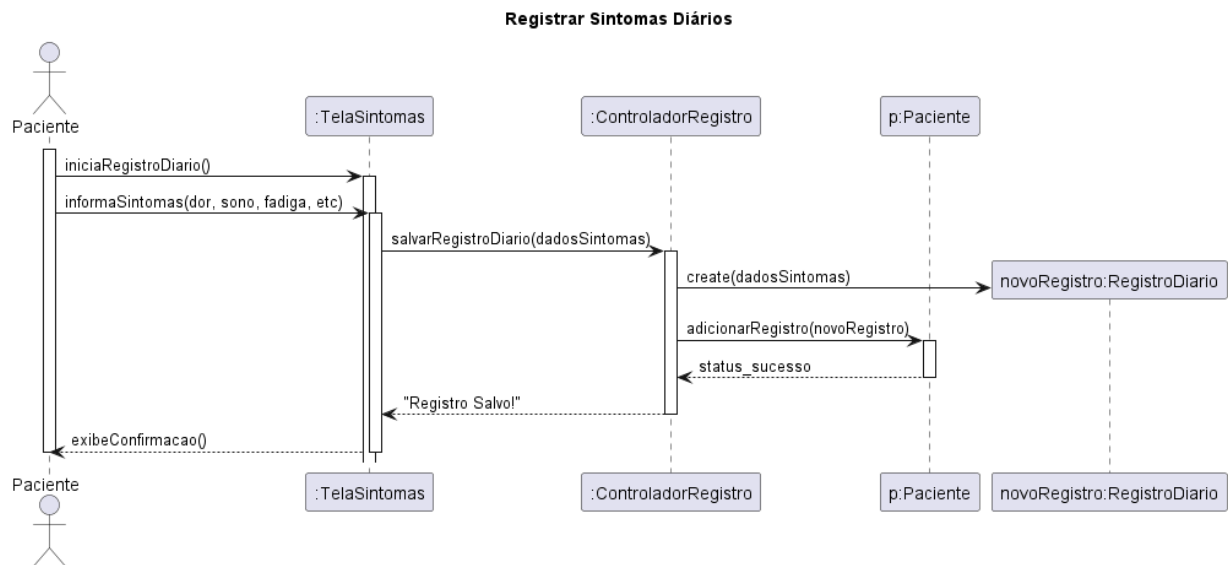 Registrar Sintomas Diários
Paciente
:TelaSintomas
:ControladorRegistro
p:Paciente
iniciaRegistroDiario()
informaSintomas(dor, sono, fadiga, etc)
salvarRegistroDiario(dadosSintomas)
create(dadosSintomas)
novoRegistro:RegistroDiario
adicionarRegistro(novoRegistro)
status_sucesso
"Registro Salvo!"
exibeConfirmacao()
Paciente
:TelaSintomas
:ControladorRegistro
p:Paciente
novoRegistro:RegistroDiario